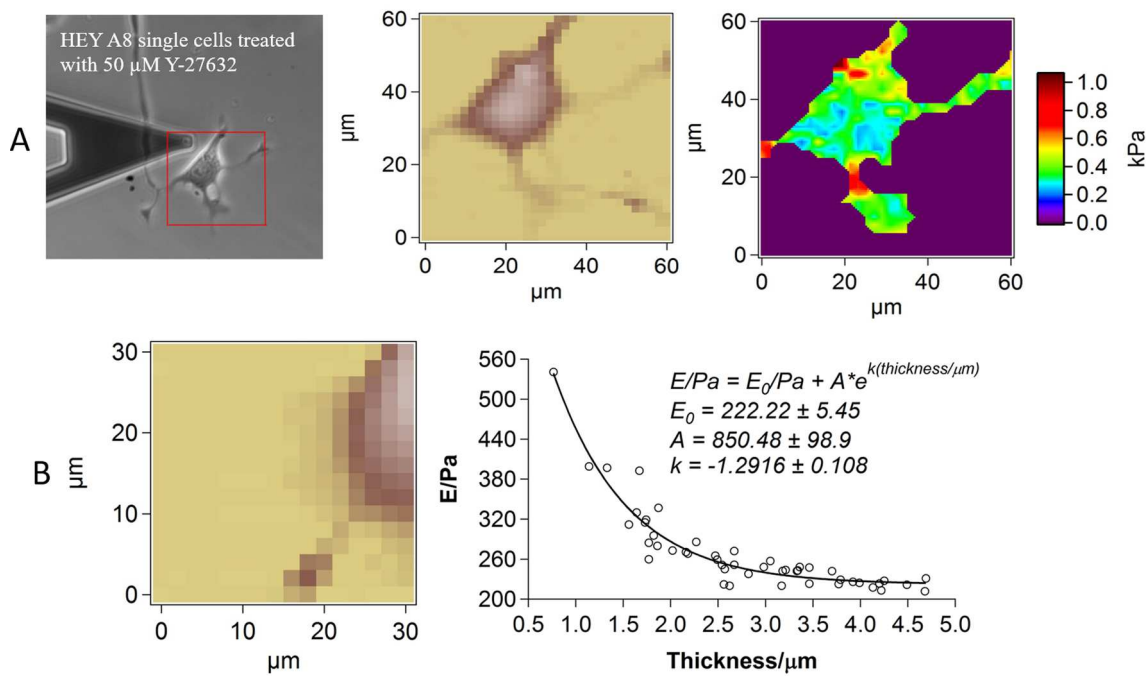 A
HEY A8 single cells treated
with 50 µM Y-27632
60
40
20
0
µm
0
20
40
60
µm
60
40
20
0
µm
0
20
40
60
µm
1.0
0.8
0.6
0.4
0.2
0.0
kPa
B
30
20
10
0
µm
0
10
20
30
µm
560
500
440
380
320
260
200
E/Pa
E/Pa = E0/Pa + A*e^k(thickness/µm)
E0 = 222.22 ± 5.45
A = 850.48 ± 98.9
k = -1.2916 ± 0.108
0.5 1.0 1.5 2.0 2.5 3.0 3.5 4.0 4.5 5.0
Thickness/µm